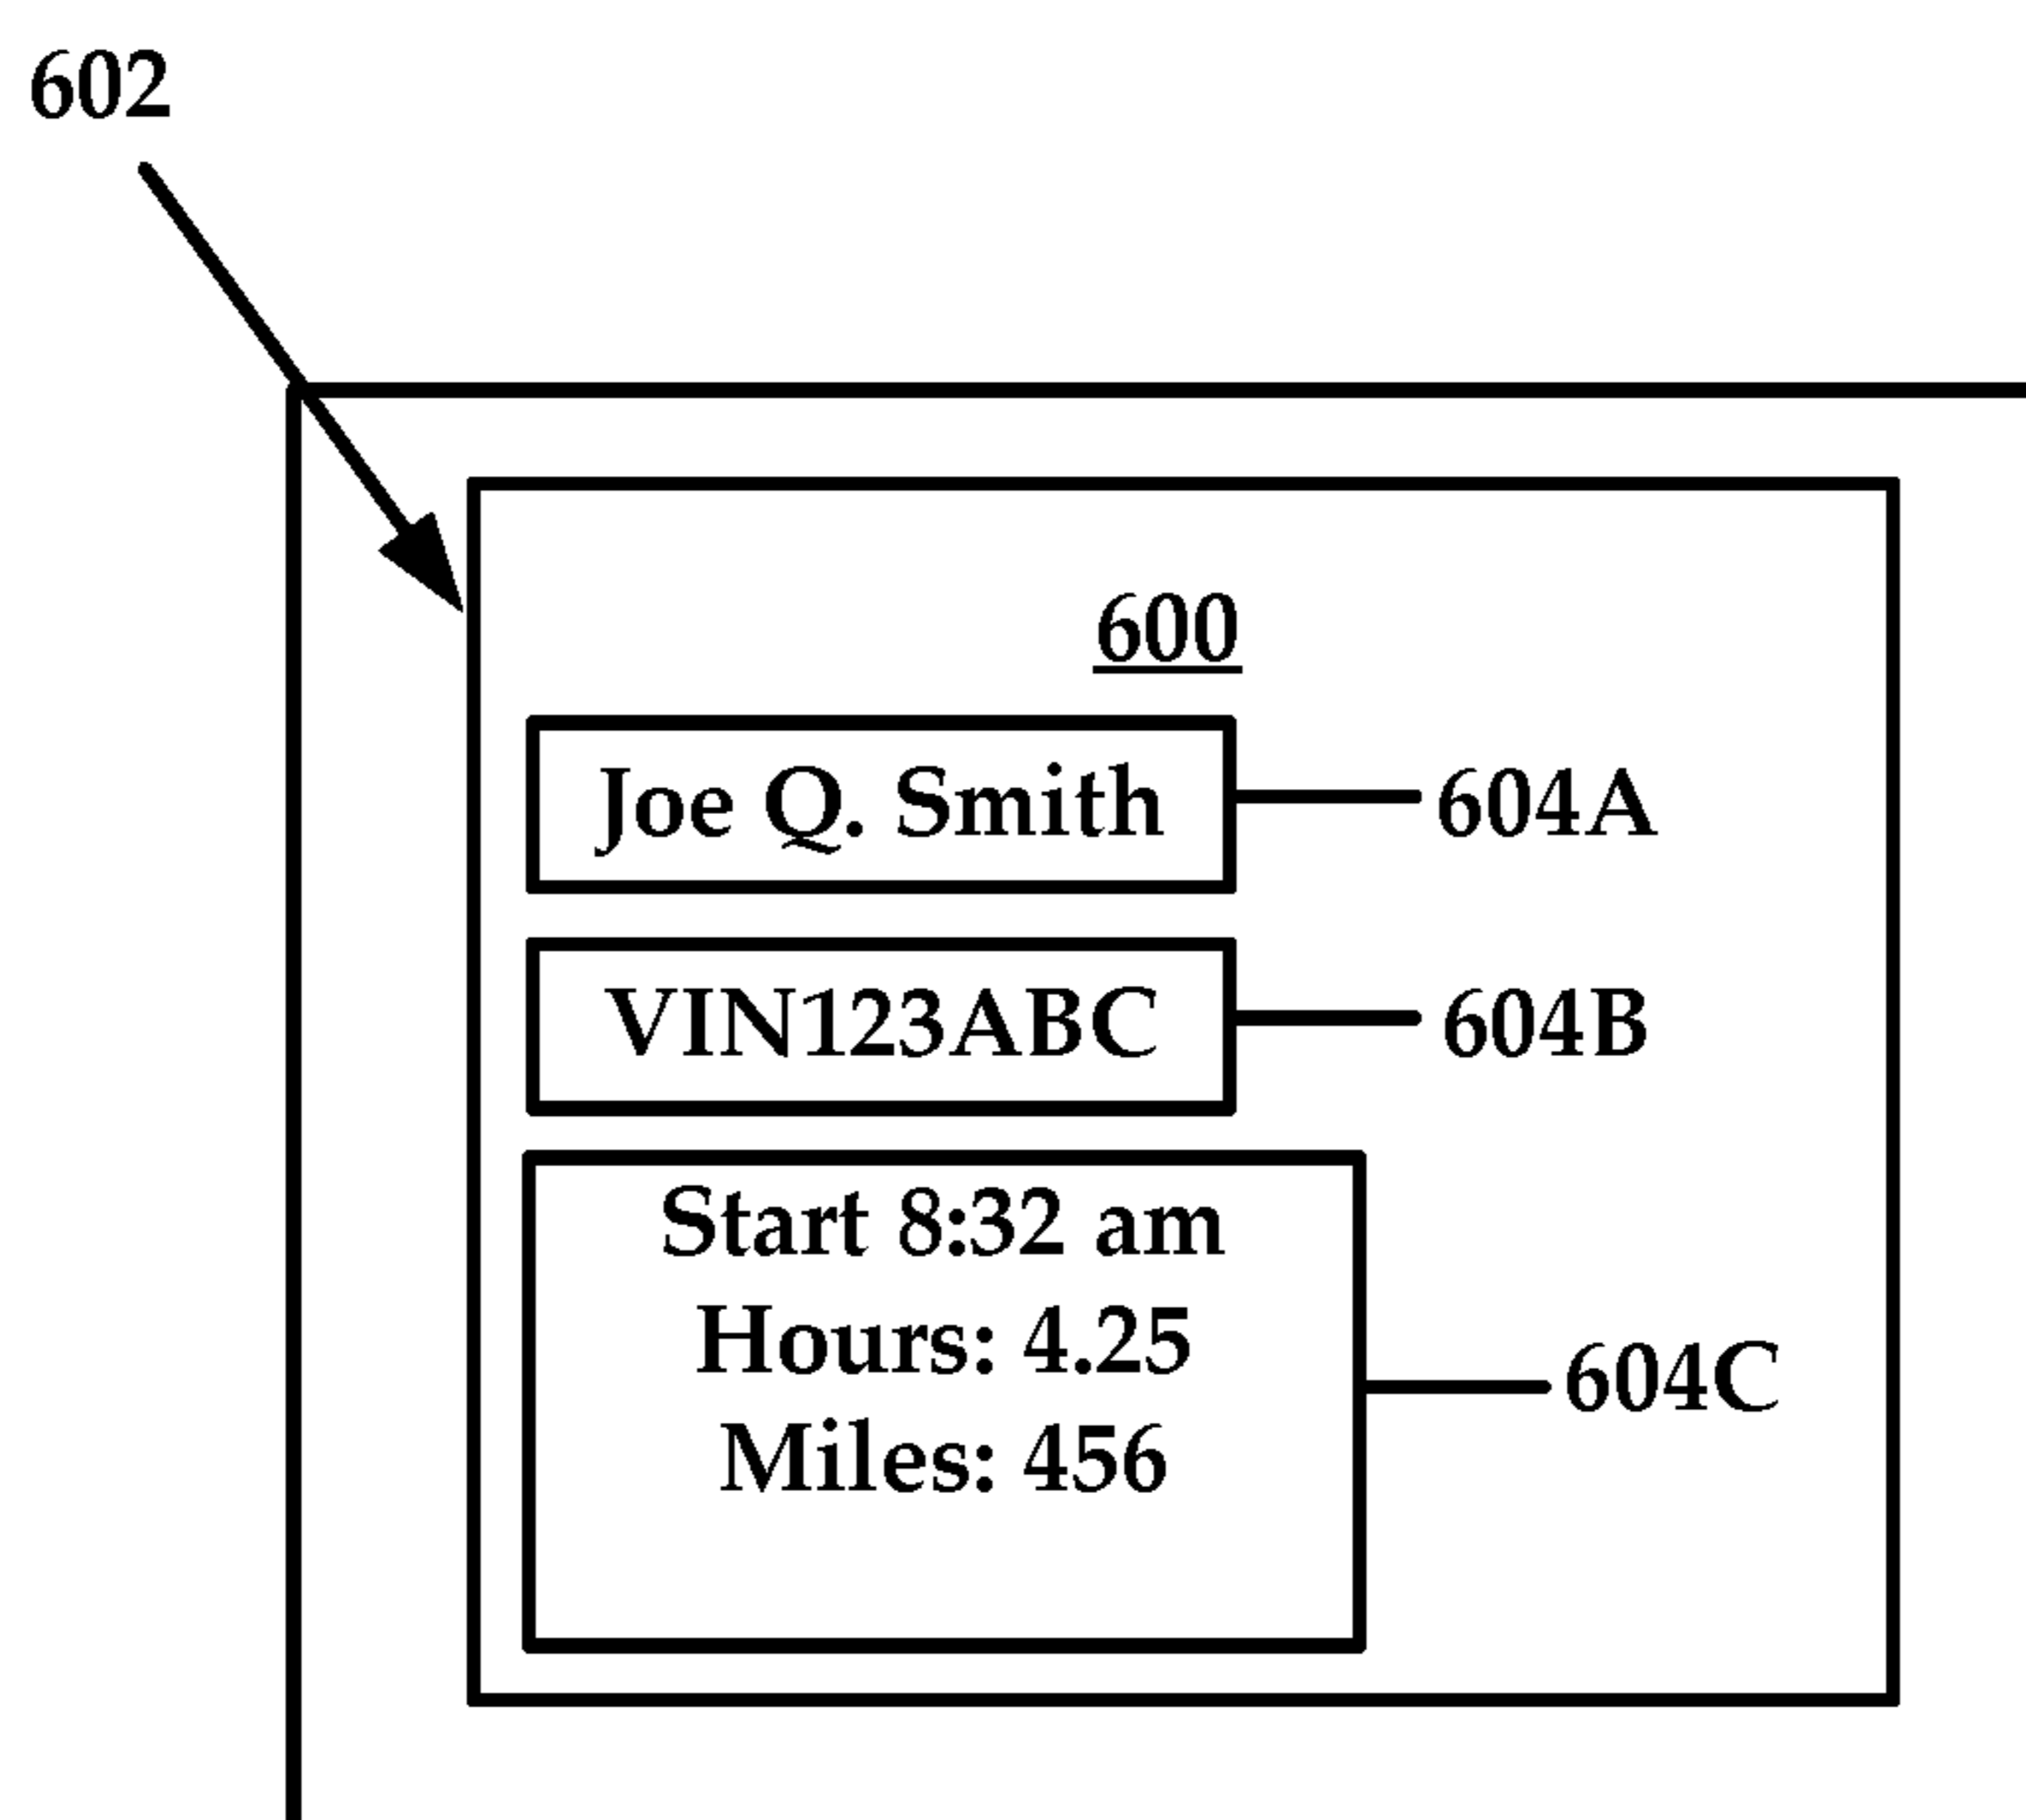 602
600
Joe Q. Smith 604A
VIN123ABC 604B
Start 8:32 am
Hours: 4.25
604C
Miles: 456